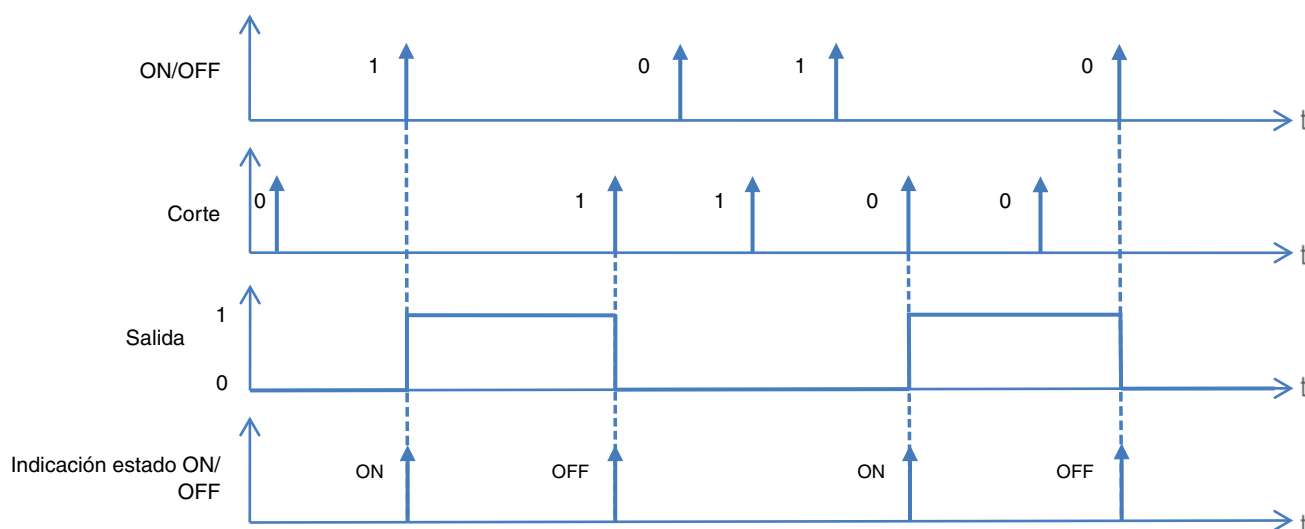 ON/OFF
1
0
1
0
t
Corte
0
1
1
0
0
t
Salida
1
0
t
Indicación estado ON/
OFF
ON
OFF
ON
OFF
t